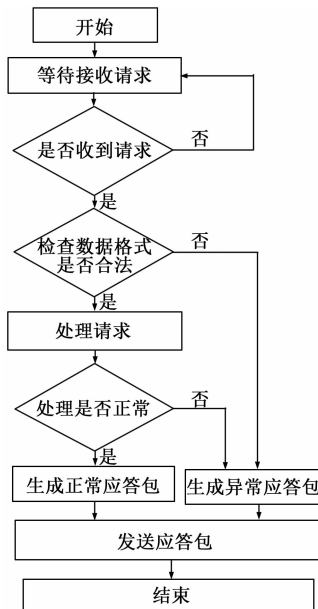 开始
等待接收请求
是否收到请求
否
是
检查数据格式
是否合法
否
是
处理请求
处理是否正常
否
是
生成正常应答包
生成异常应答包
发送应答包
结束